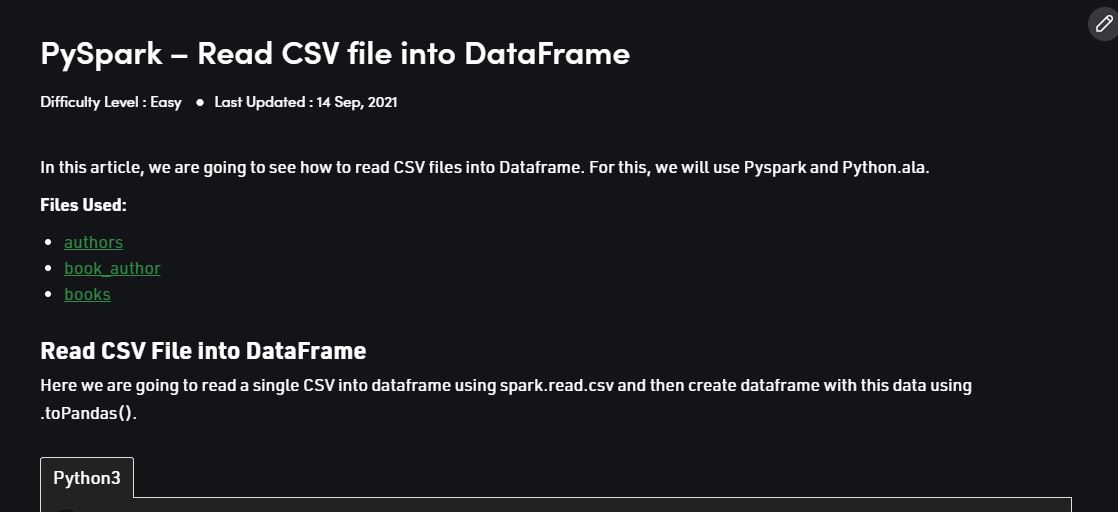 PySpark – Read CSV file into DataFrame
Difficulty Level : Easy ● Last Updated : 14 Sep, 2021
In this article, we are going to see how to read CSV files into Dataframe. For this, we will use Pyspark and Python.ala.
Files Used:
• authors
• book_author
• books
Read CSV File into DataFrame
Here we are going to read a single CSV into dataframe using spark.read.csv and then create dataframe with this data using
.toPandas().
Python3